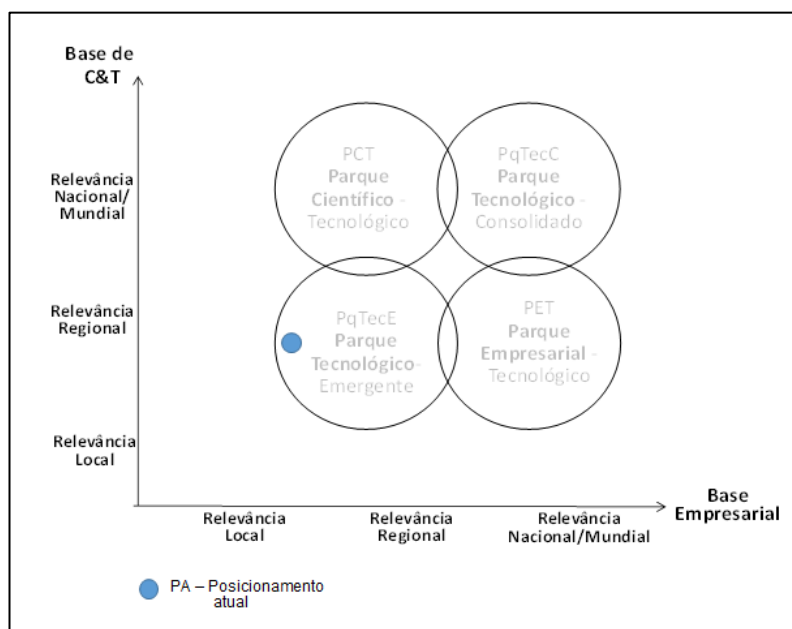 Base de
C&T
Relevância
Nacional/
Mundial
PCT
Parque
Científico -
Tecnológico
PqTecC
Parque
Tecnológico -
Consolidado
Relevância
Regional
PqTecE
Parque
Tecnológico-
Emergente
PET
Parque
Empresarial -
Tecnológico
Relevância
Local
Relevância
Local
Relevância
Regional
Relevância
Nacional/Mundial
Base
Empresarial
PA – Posicionamento
atual